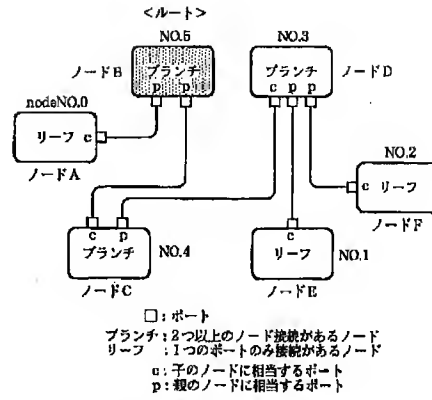 <ルート>
NO.5
NO.3
ノードB
ブランチ
p p
ブランチ
c p p
ノードD
nodeNO.0
リーフ c
ノードA
NO.2
c リーフ
ノードF
c p
ブランチ
NO.4
ノードC
c
リーフ
NO.1
ノードE
□:ポート
ブランチ:2つ以上のノード接続があるノード
リーフ:1つのポートのみ接続があるノード
c:子のノードに相当するポート
p:親のノードに相当するポート